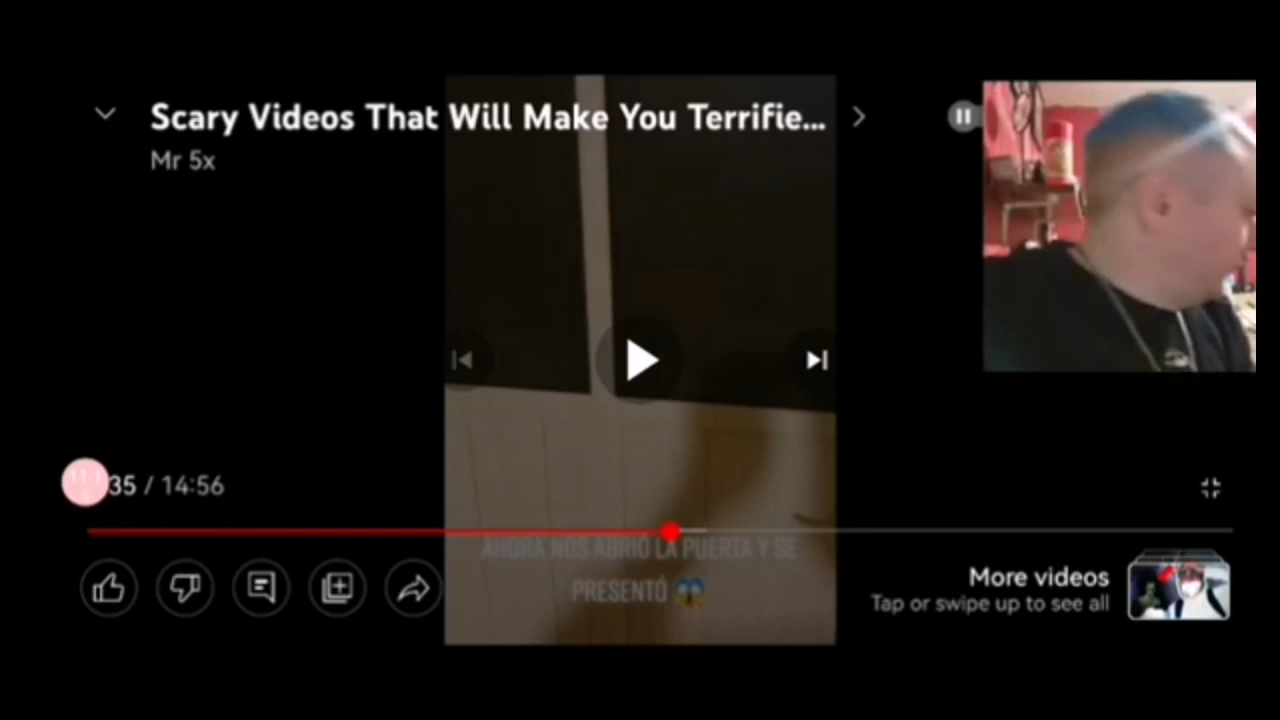 Scary Videos That Will Make You Terrifie...
Mr 5x
35 / 14:56
AHORA NOS ABRIÓ LA PUERTA Y SE
PRESENTÓ 😱
More videos
Tap or swipe up to see all